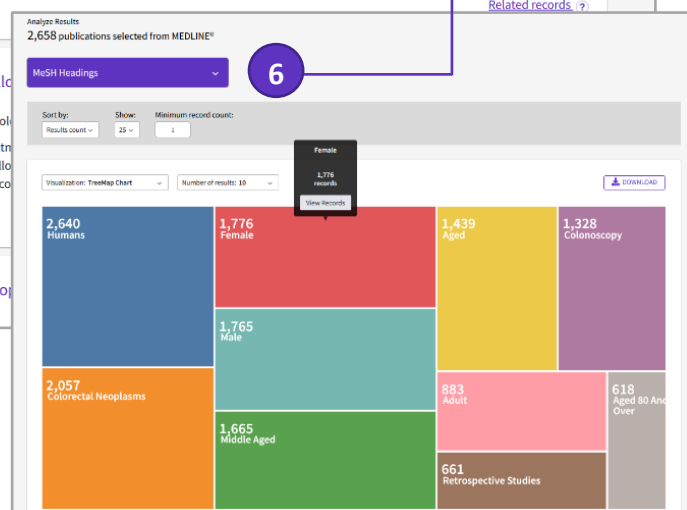 Related records ?
Analyze Results
2,658 publications selected from MEDLINE®
MeSH Headings
6
Sort by:
Show:
Minimum record count:
Results count
25
1
Female
1,776
records
View Records
Visualization: TreeMap Chart
Number of results: 10
DOWNLOAD
2,640
Humans
1,776
Female
1,439
Aged
1,328
Colonoscopy
1,765
Male
2,057
Colorectal Neoplasms
883
Adult
618
Aged 80 And
Over
1,665
Middle Aged
661
Retrospective Studies